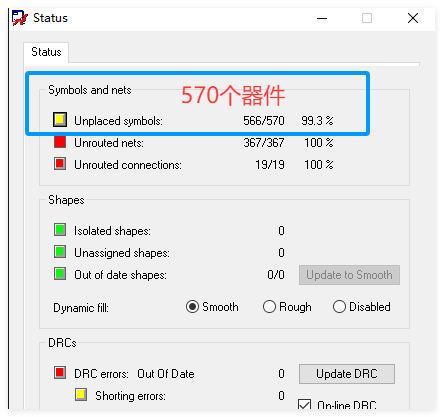 Status
Status
Symbols and nets
570个器件
Unplaced symbols: 566/570 99.3 %
Unrouted nets: 367/367 100 %
Unrouted connections: 19/19 100 %
Shapes
Isolated shapes: 0
Unassigned shapes: 0
Out of date shapes: 0/0 Update to Smooth
Dynamic fill: Smooth Rough Disabled
DRCs
DRC errors: Out Of Date 0 Update DRC
Shorting errors: 0 On-line DRC